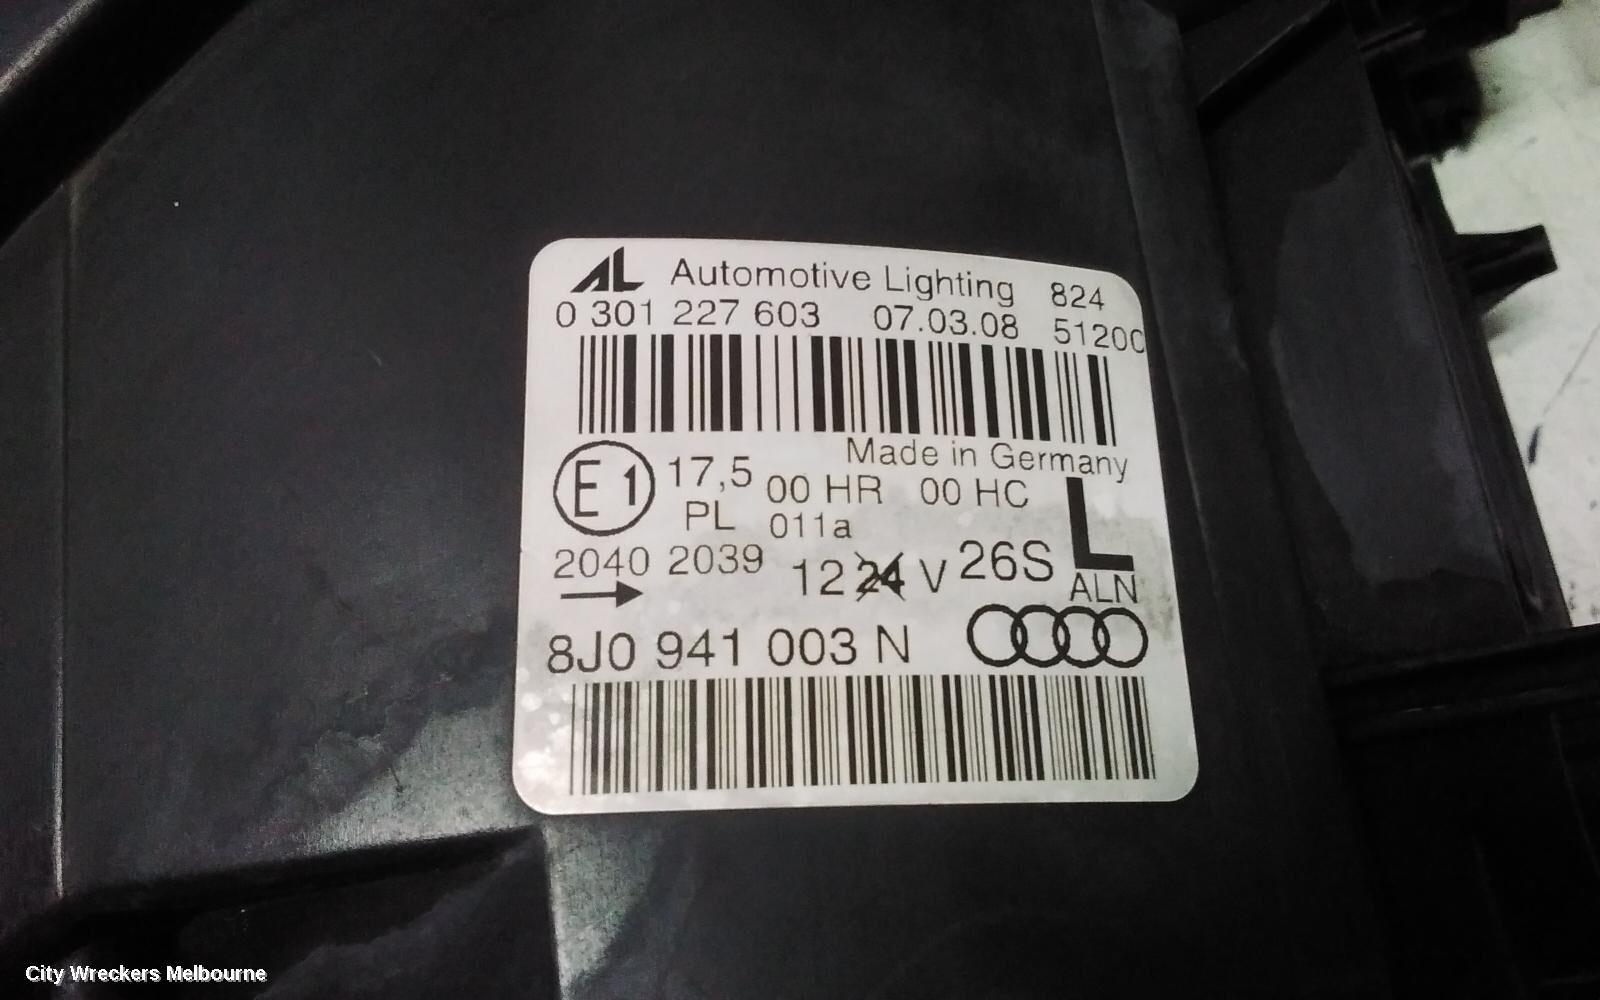 AL Automotive Lighting 824
0 301 227 603 07.03.08 51200
Made in Germany
E1 17,5 00 HR 00 HC L
PL 011a
2040 2039 12 24 V 26S
→ ALN
8J0 941 003 N
City Wreckers Melbourne